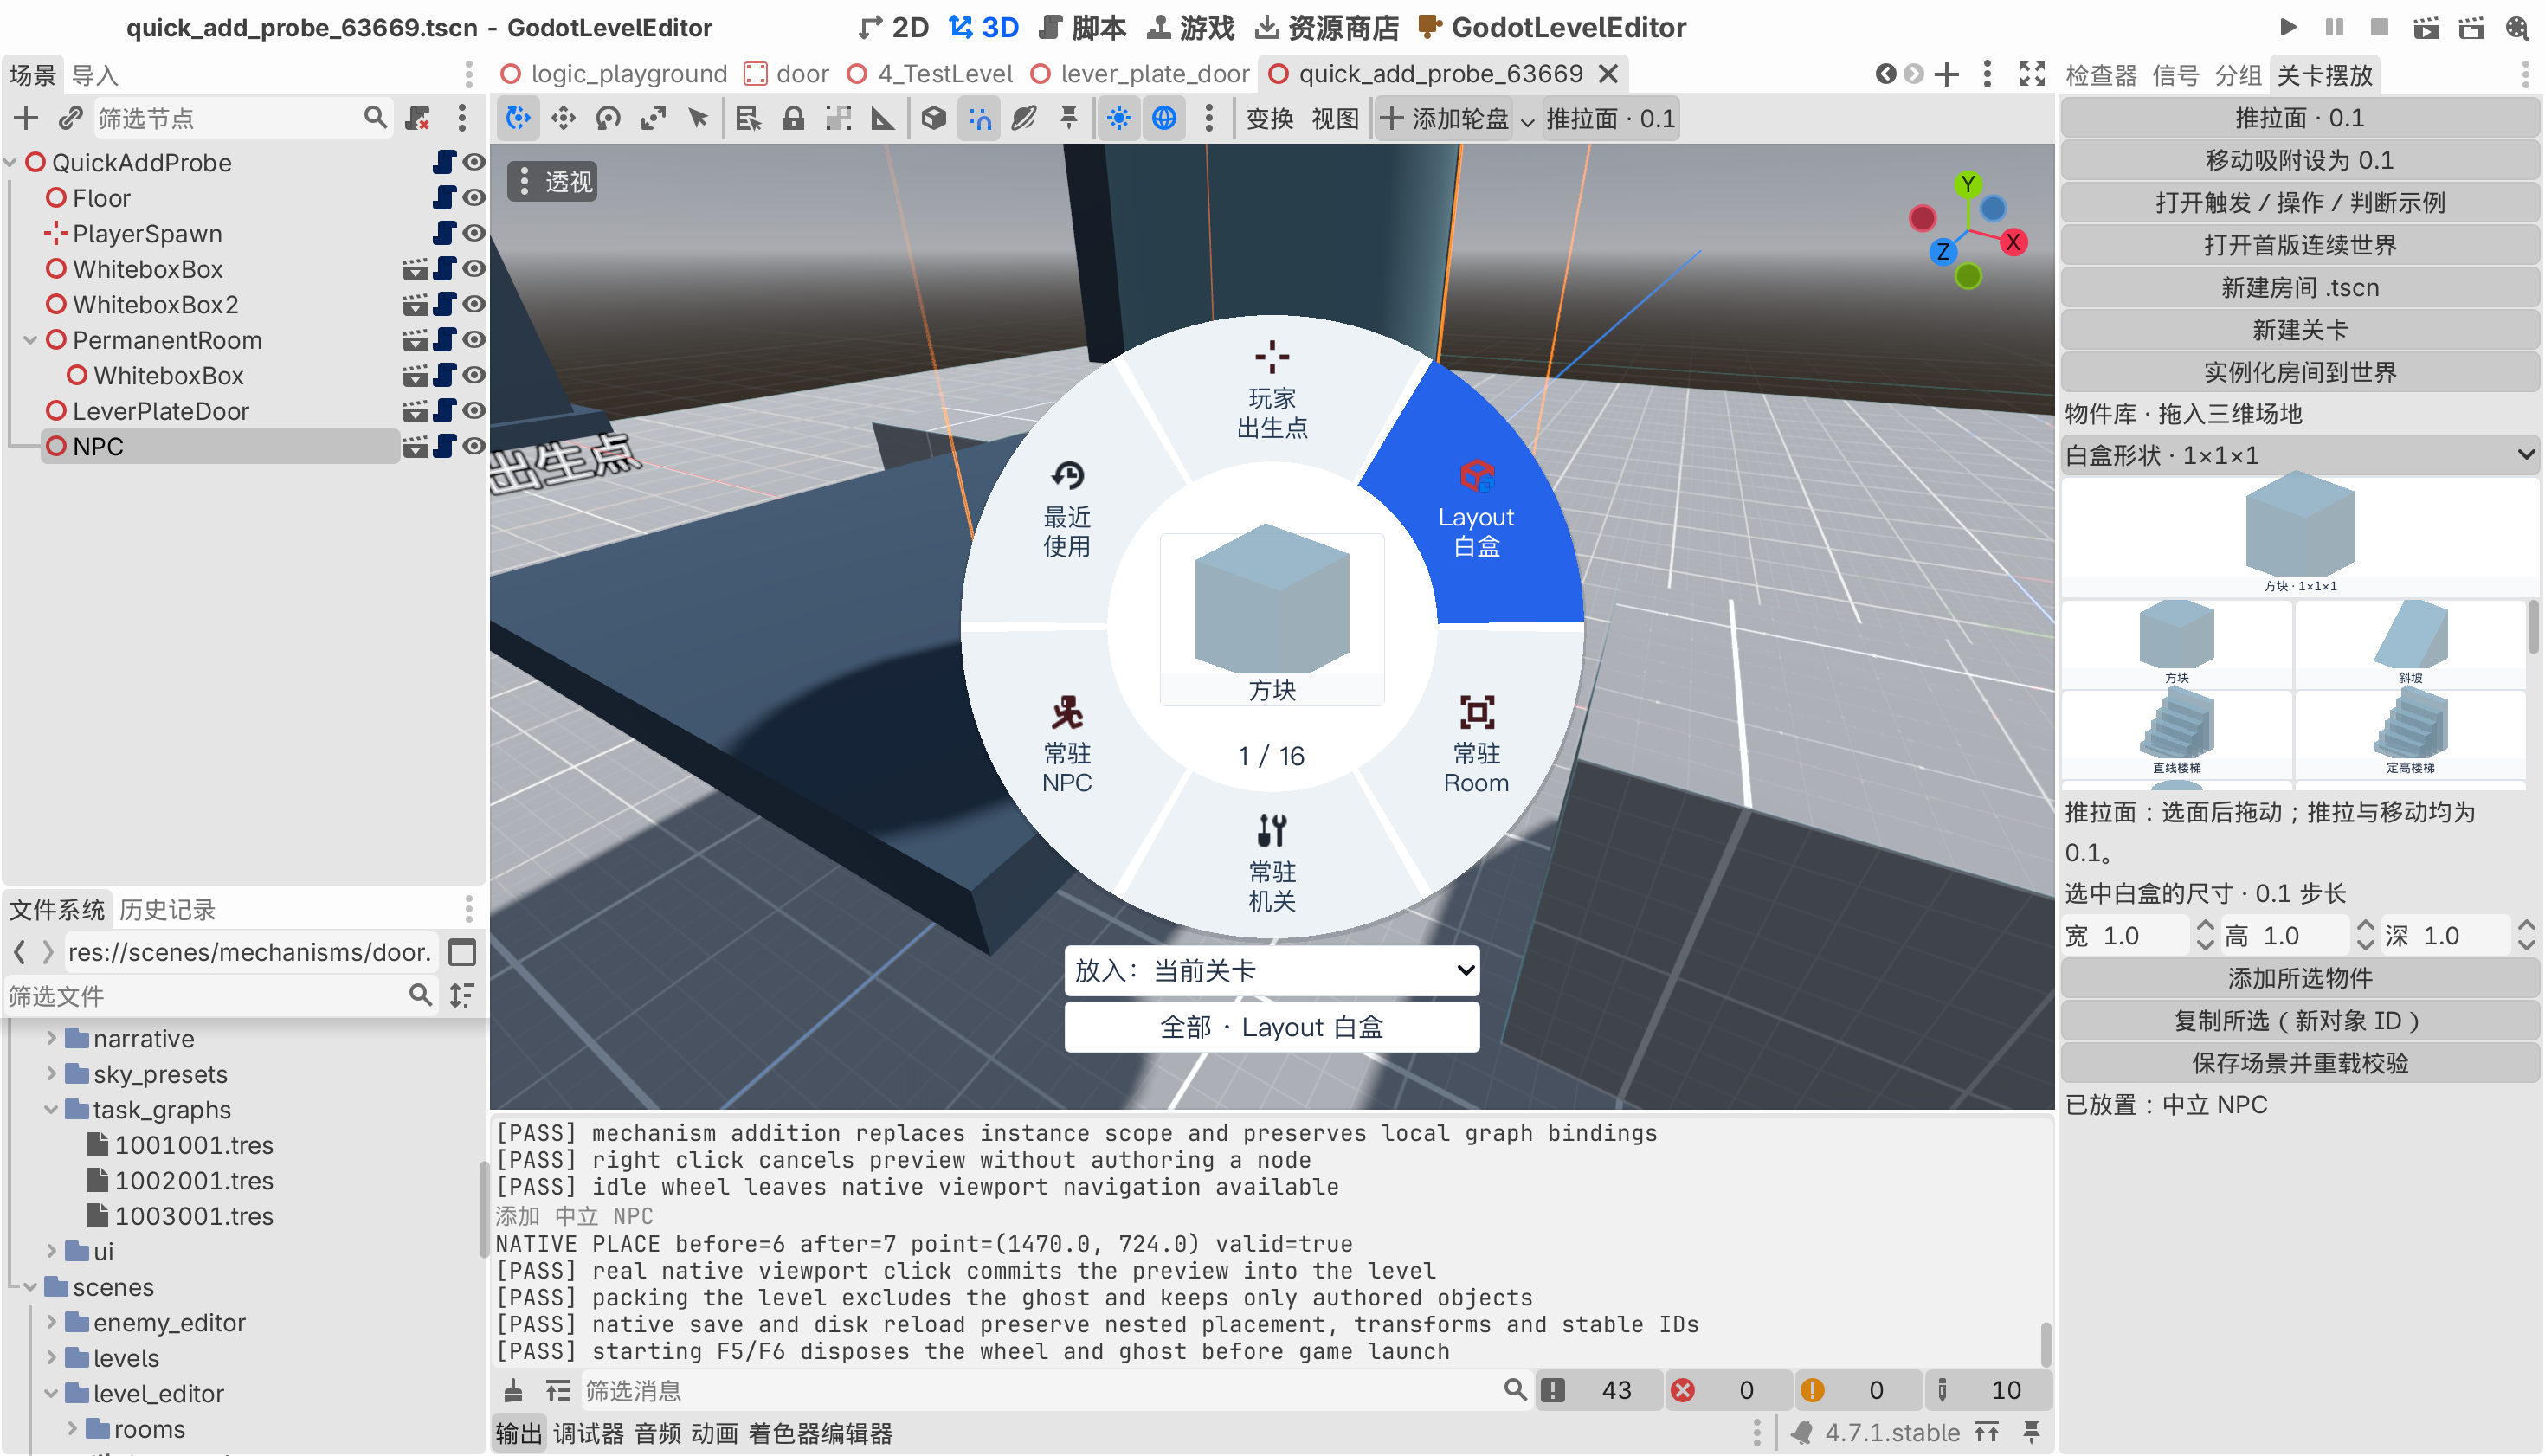 quick_add_probe_63669.tscn - GodotLevelEditor
2D 3D 脚本 游戏 资源商店 GodotLevelEditor
场景 导入
筛选节点
QuickAddProbe
Floor
PlayerSpawn
WhiteboxBox
WhiteboxBox2
PermanentRoom
WhiteboxBox
LeverPlateDoor
NPC
文件系统 历史记录
res://scenes/mechanisms/door.
筛选文件
narrative
sky_presets
task_graphs
1001001.tres
1002001.tres
1003001.tres
ui
scenes
enemy_editor
levels
level_editor
rooms
logic_playground door 4_TestLevel lever_plate_door quick_add_probe_63669
变换 视图 添加轮盘 推拉面 · 0.1
透视
Y
X
Z
出生点
玩家
出生点
Layout
白盒
常驻
Room
常驻
机关
常驻
NPC
最近
使用
方块
1 / 16
放入：当前关卡
全部 · Layout 白盒
[PASS] mechanism addition replaces instance scope and preserves local graph bindings
[PASS] right click cancels preview without authoring a node
[PASS] idle wheel leaves native viewport navigation available
添加 中立 NPC
NATIVE PLACE before=6 after=7 point=(1470.0, 724.0) valid=true
[PASS] real native viewport click commits the preview into the level
[PASS] packing the level excludes the ghost and keeps only authored objects
[PASS] native save and disk reload preserve nested placement, transforms and stable IDs
[PASS] starting F5/F6 disposes the wheel and ghost before game launch
筛选消息 43 0 0 10
输出 调试器 音频 动画 着色器编辑器 4.7.1.stable
检查器 信号 分组 关卡摆放
推拉面 · 0.1
移动吸附设为 0.1
打开触发 / 操作 / 判断示例
打开首版连续世界
新建房间 .tscn
新建关卡
实例化房间到世界
物件库 · 拖入三维场地
白盒形状 · 1×1×1
方块 · 1×1×1
方块 斜坡
直线楼梯 定高楼梯
推拉面：选面后拖动；推拉与移动均为
0.1。
选中白盒的尺寸 · 0.1 步长
宽 1.0 高 1.0 深 1.0
添加所选物件
复制所选（新对象 ID）
保存场景并重载校验
已放置：中立 NPC